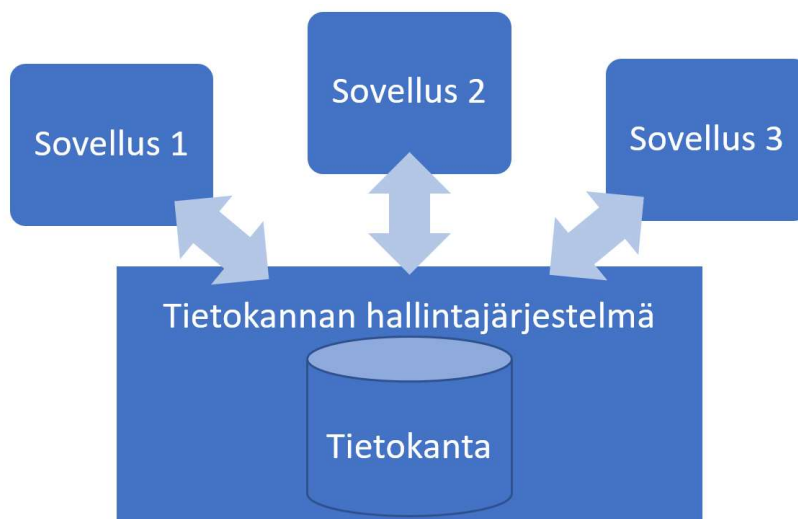 Sovellus 1
Sovellus 2
Sovellus 3
Tietokannan hallintajärjestelmä
Tietokanta